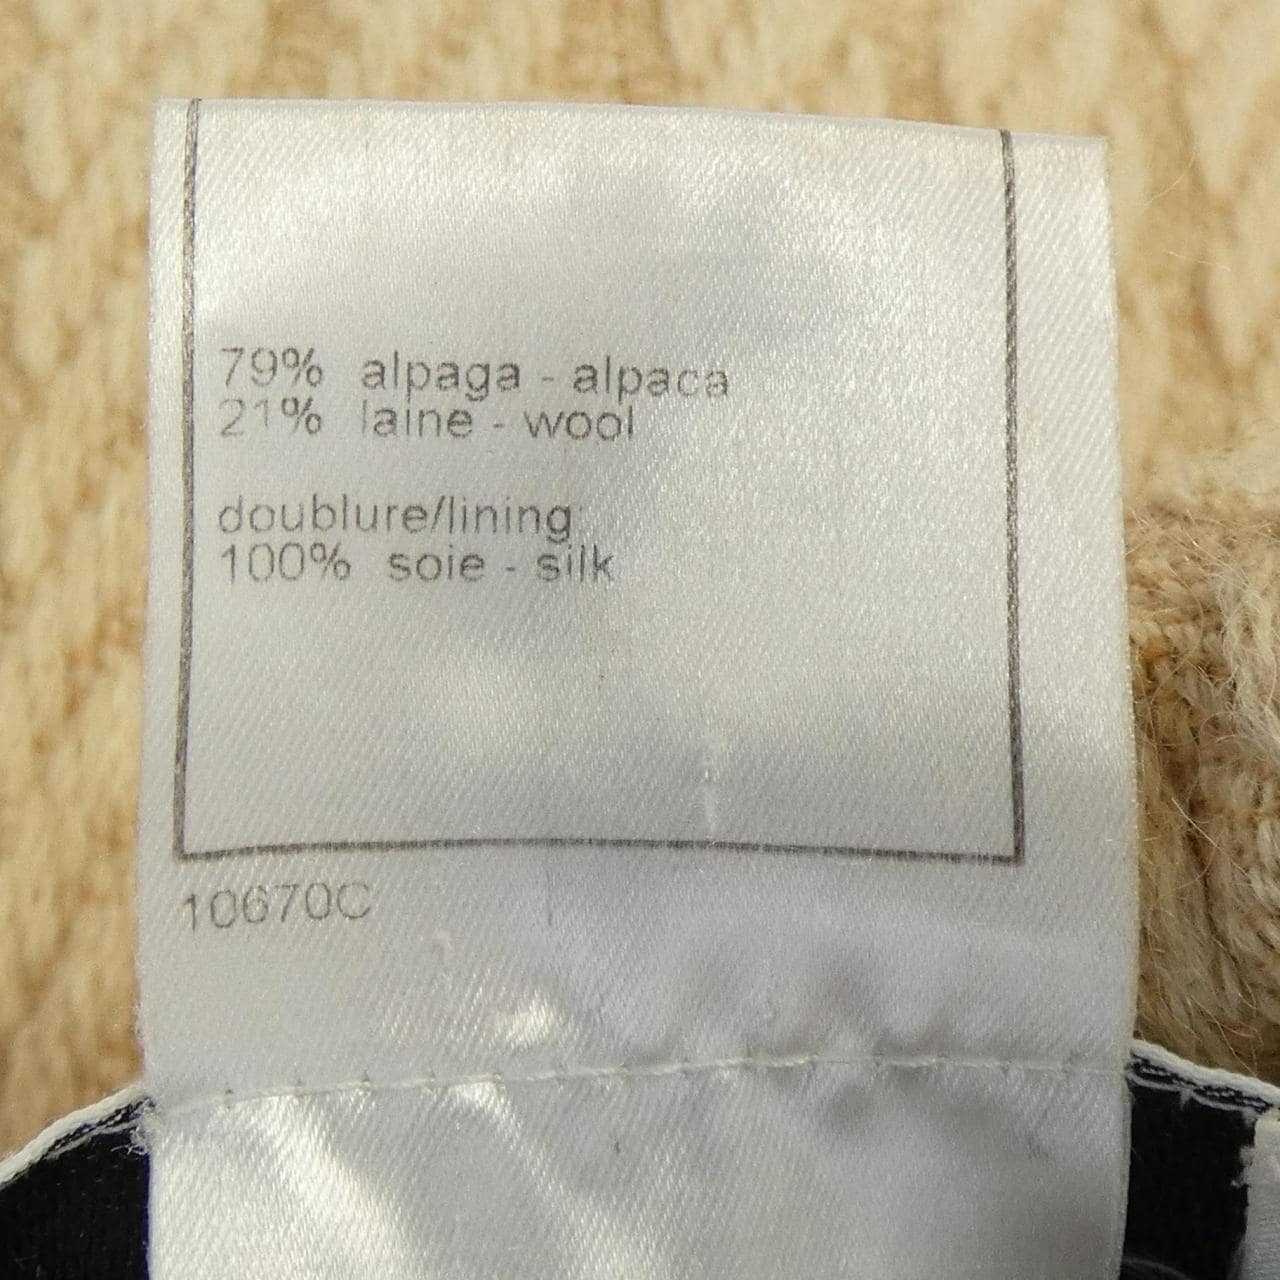 79% alpaga - alpaca
21% laine - wool
doublure/lining:
100% soie - silk
10670C